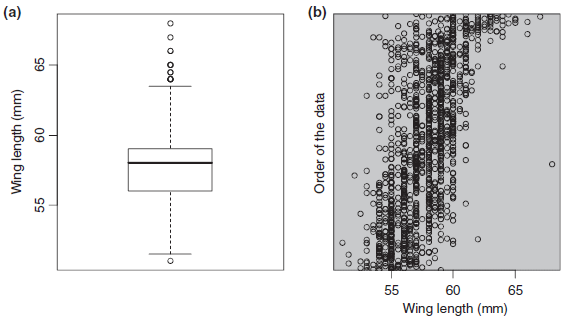 (a)
Wing length (mm)
65
60
55
(b)
Order of the data
55 60 65
Wing length (mm)